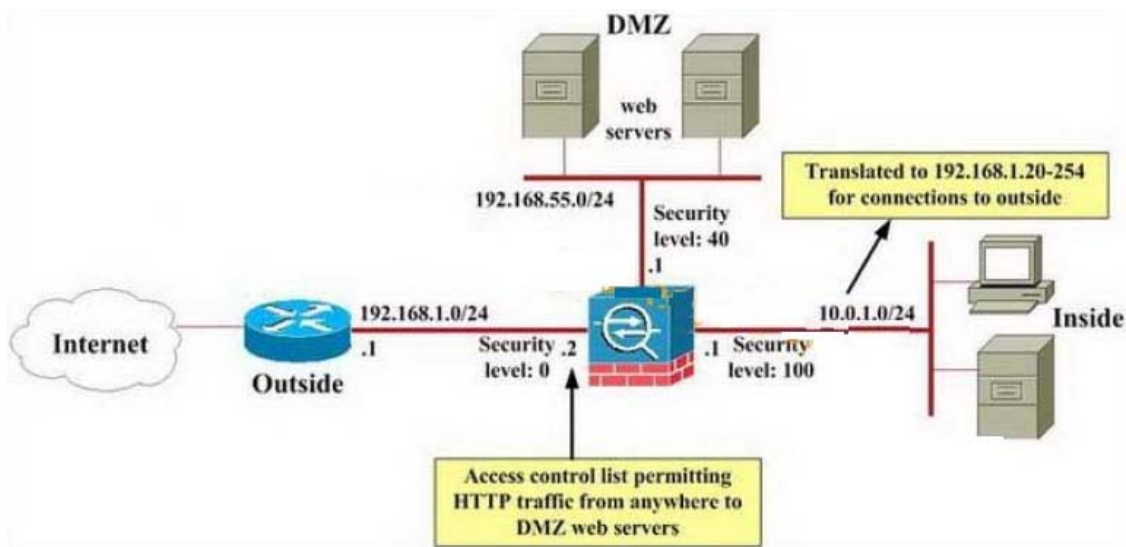 DMZ
web
servers
192.168.55.0/24
Translated to 192.168.1.20-254
for connections to outside
Security
level: 40
.1
Internet
192.168.1.0/24
.1
Outside
Security
level: 0
.2
.1
Security
level: 100
10.0.1.0/24
Inside
Access control list permitting
HTTP traffic from anywhere to
DMZ web servers